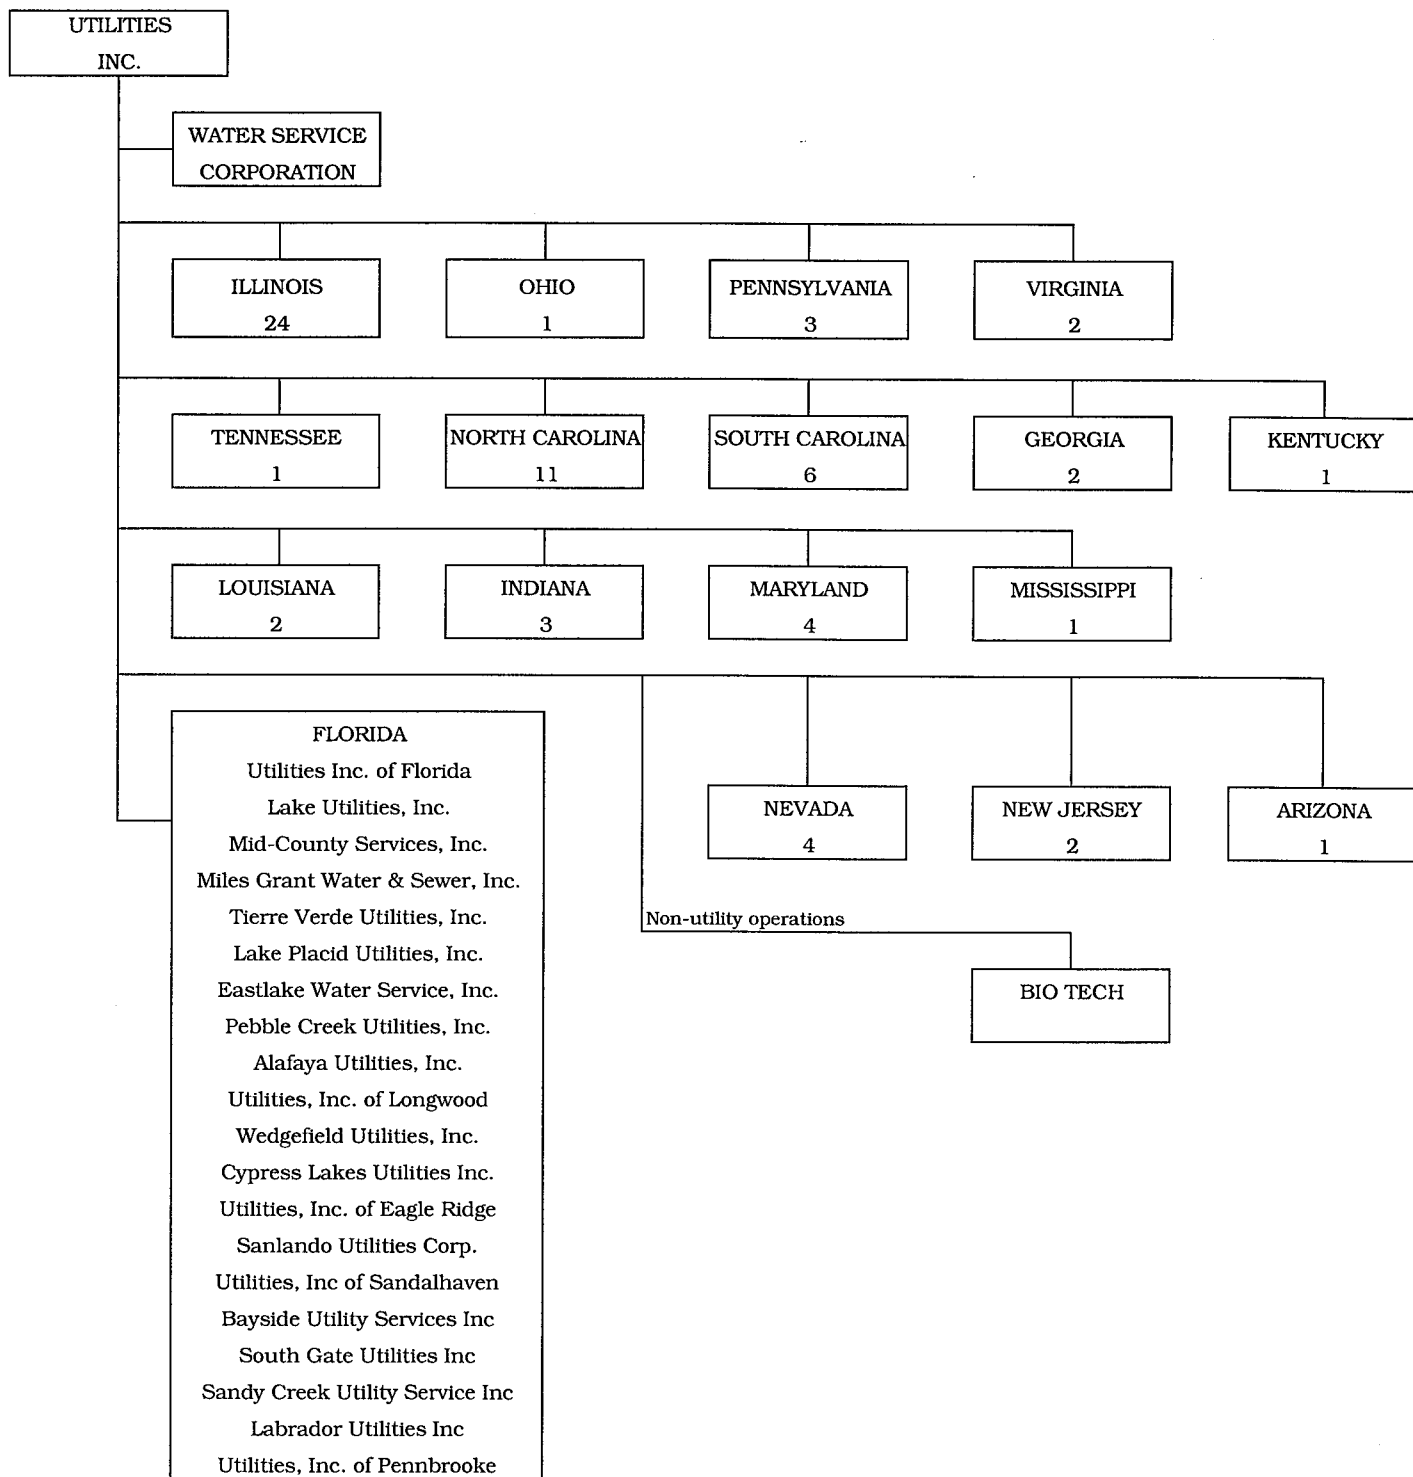 UTILITIES
INC.
WATER SERVICE
CORPORATION
ILLINOIS
24
OHIO
1
PENNSYLVANIA
3
VIRGINIA
2
TENNESSEE
1
NORTH CAROLINA
11
SOUTH CAROLINA
6
GEORGIA
2
KENTUCKY
1
LOUISIANA
2
INDIANA
3
MARYLAND
4
MISSISSIPPI
1
FLORIDA
Utilities Inc. of Florida
Lake Utilities, Inc.
Mid-County Services, Inc.
Miles Grant Water & Sewer, Inc.
Tierre Verde Utilities, Inc.
Lake Placid Utilities, Inc.
Eastlake Water Service, Inc.
Pebble Creek Utilities, Inc.
Alafaya Utilities, Inc.
Utilities, Inc. of Longwood
Wedgefield Utilities, Inc.
Cypress Lakes Utilities Inc.
Utilities, Inc. of Eagle Ridge
Sanlando Utilities Corp.
Utilities, Inc of Sandalhaven
Bayside Utility Services Inc
South Gate Utilities Inc
Sandy Creek Utility Service Inc
Labrador Utilities Inc
Utilities, Inc. of Pennbrooke
NEVADA
4
NEW JERSEY
2
ARIZONA
1
Non-utility operations
BIO TECH